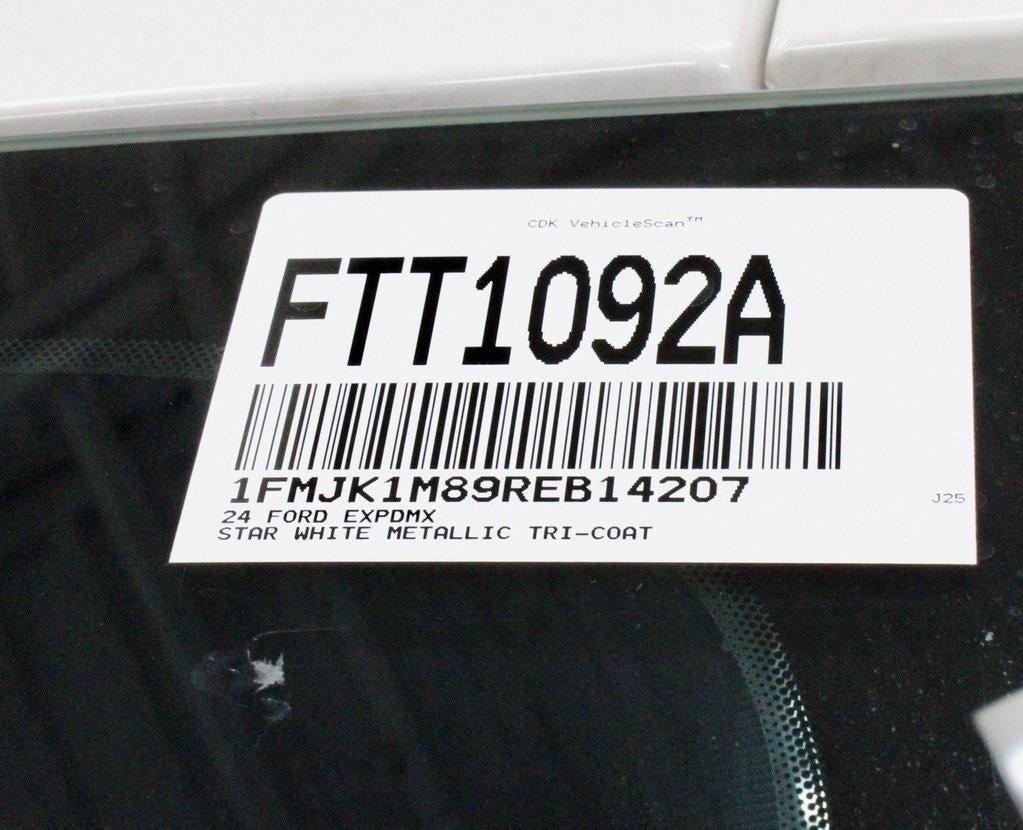 CDK VehicleScan™
FTT1092A
1FMJK1M89REB14207
J25
24 FORD EXPDMX
STAR WHITE METALLIC TRI-COAT